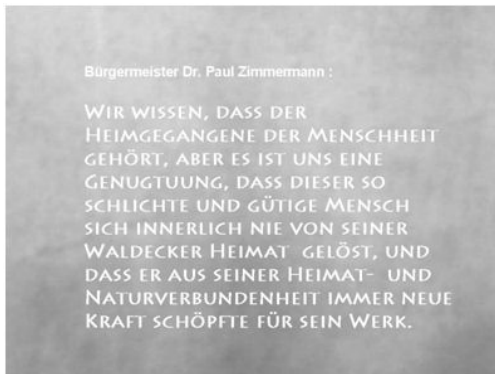 Bürgermeister Dr. Paul Zimmermann :
Wir wissen, dass der
Heimgegangene der Menschheit
gehört, aber es ist uns eine
Genugtuung, dass dieser so
schlichte und gütige Mensch
sich innerlich nie von seiner
Waldecker Heimat gelöst, und
dass er aus seiner Heimat- und
Naturverbundenheit immer neue
Kraft schöpfte für sein Werk.